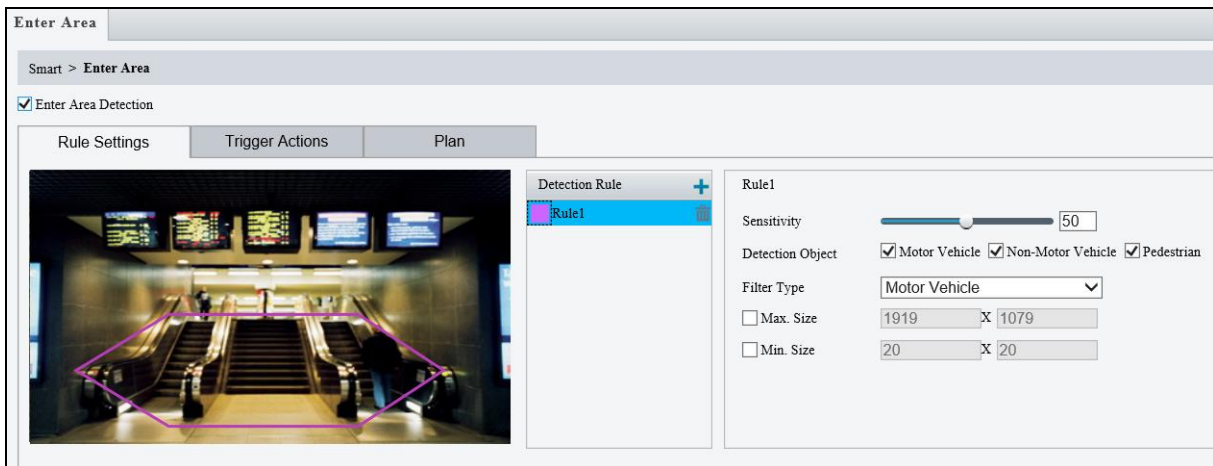 Enter Area
Smart > Enter Area
Enter Area Detection
Rule Settings Trigger Actions Plan
Detection Rule +
Rule1
Rule1
Sensitivity 50
Detection Object Motor Vehicle Non-Motor Vehicle Pedestrian
Filter Type Motor Vehicle
Max. Size 1919 X 1079
Min. Size 20 X 20